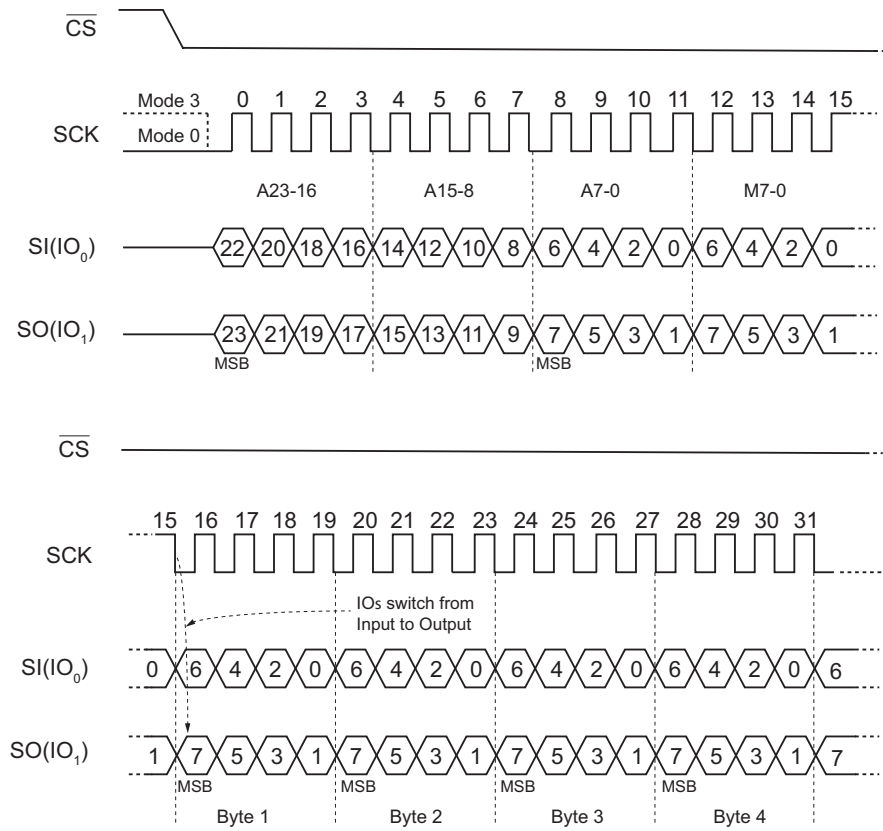 CS
Mode 3 0 1 2 3 4 5 6 7 8 9 10 11 12 13 14 15
SCK Mode 0
A23-16 A15-8 A7-0 M7-0
SI(IO0) 22 20 18 16 14 12 10 8 6 4 2 0 6 4 2 0
SO(IO1) 23 21 19 17 15 13 11 9 7 5 3 1 7 5 3 1
MSB MSB
CS
15 16 17 18 19 20 21 22 23 24 25 26 27 28 29 30 31
SCK
IOs switch from
Input to Output
SI(IO0) 0 6 4 2 0 6 4 2 0 6 4 2 0 6 4 2 0 6
SO(IO1) 1 7 5 3 1 7 5 3 1 7 5 3 1 7 5 3 1 7
MSB MSB MSB MSB
Byte 1 Byte 2 Byte 3 Byte 4